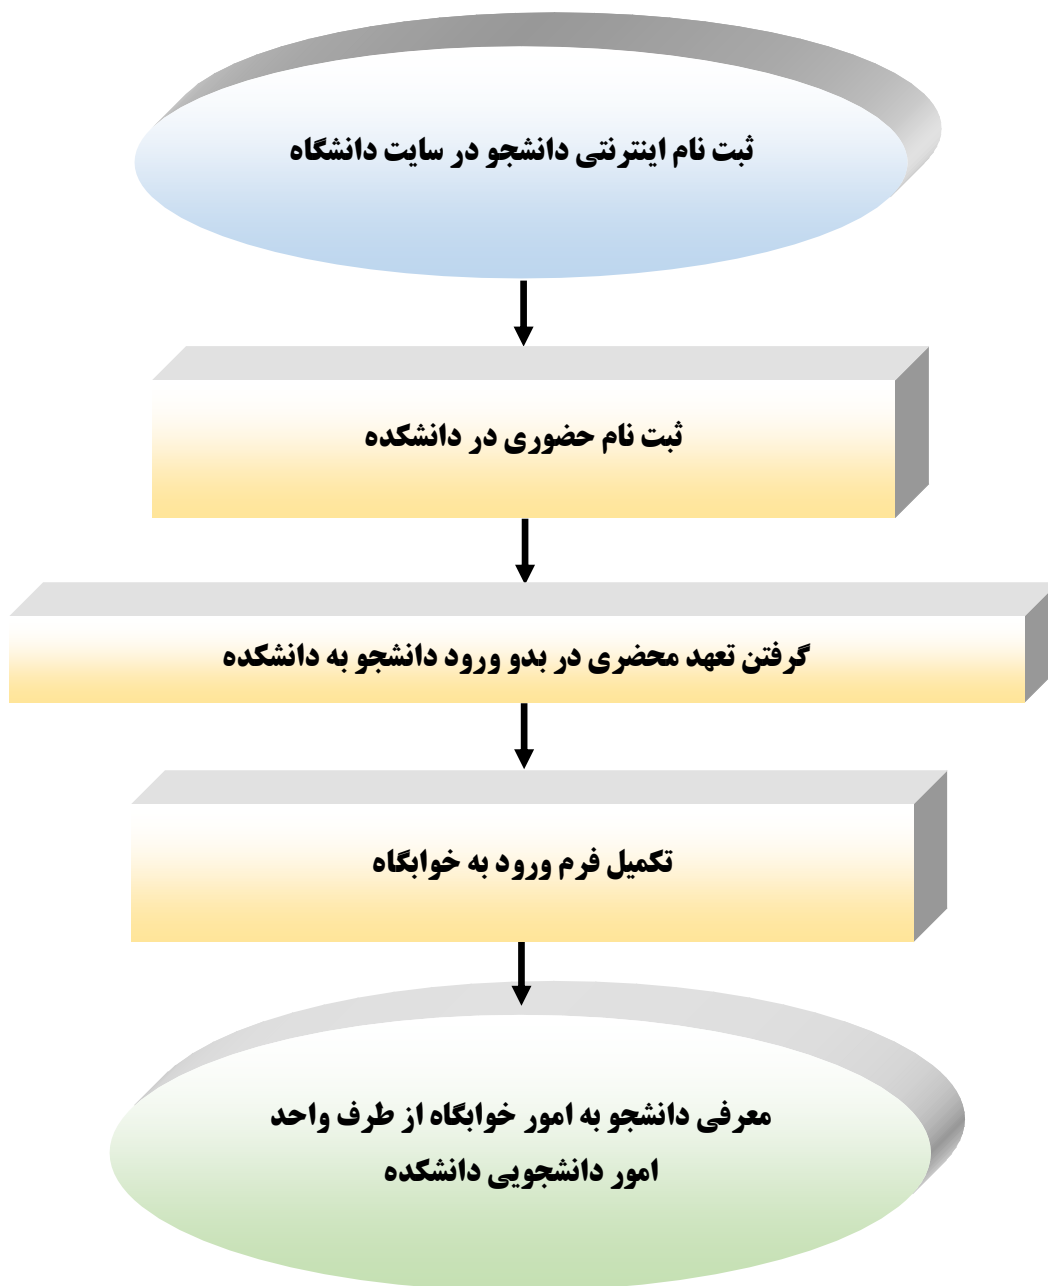 ثبت نام اینترنتی دانشجو در سایت دانشگاه
ثبت نام حضوری در دانشکده
گرفتن تعهد محضری در بدو ورود دانشجو به دانشکده
تکمیل فرم ورود به خوابگاه
معرفی دانشجو به امور خوابگاه از طرف واحد
امور دانشجویی دانشکده